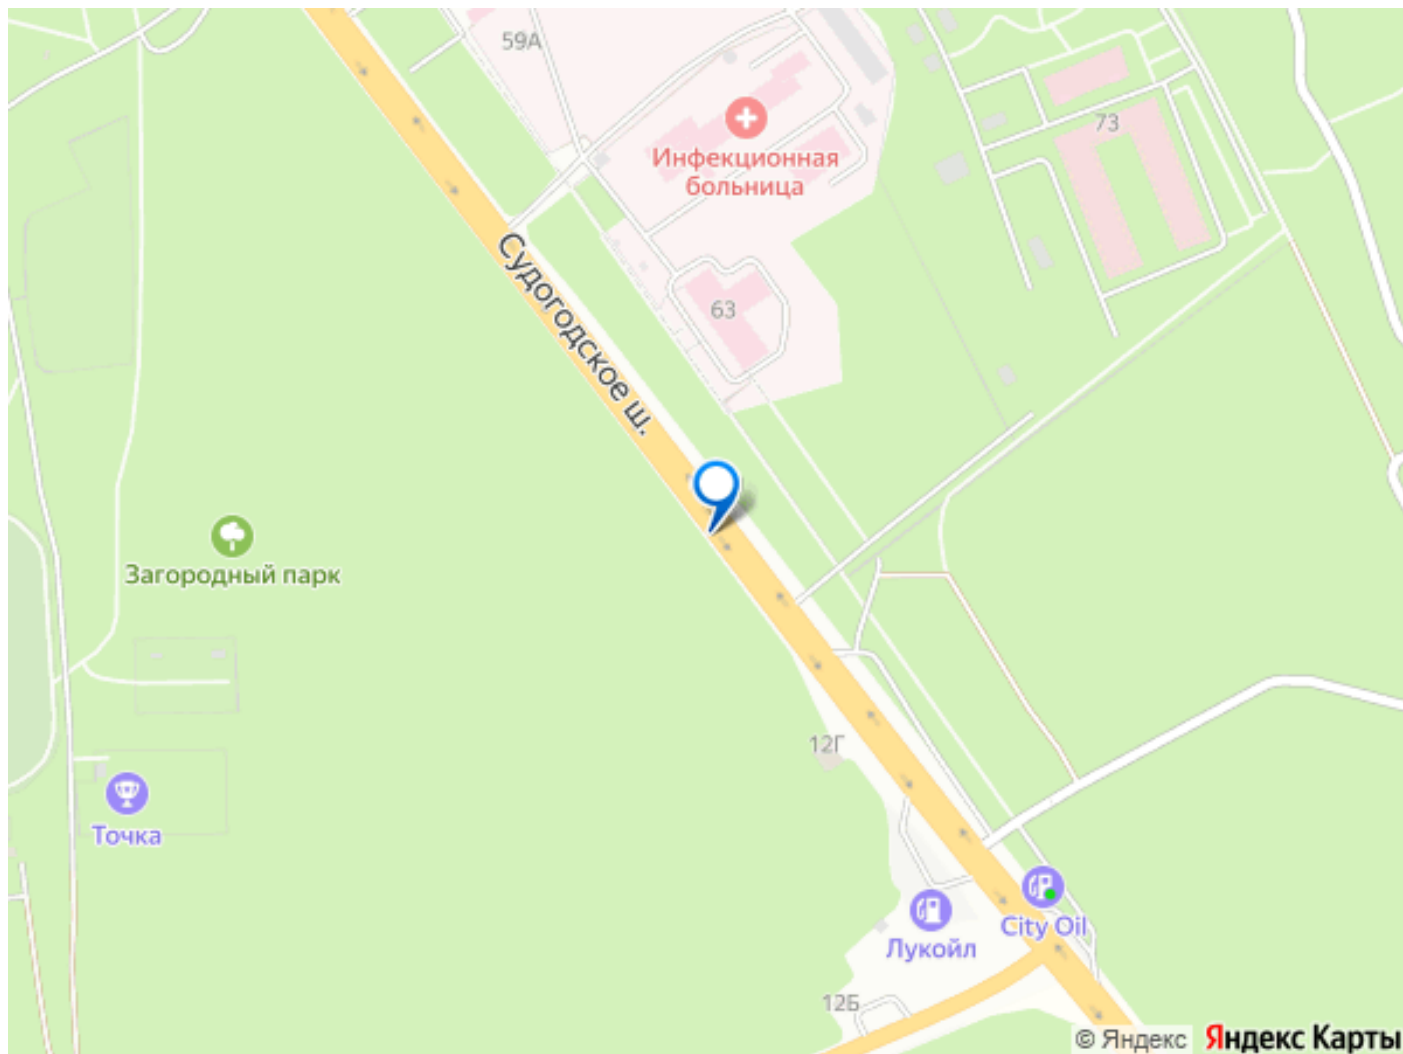 59А
73
Инфекционная
больница
Судогодское ш.
63
Загородный парк
12Г
Точка
City Oil
Лукойл
12Б
© Яндекс Яндекс Карты